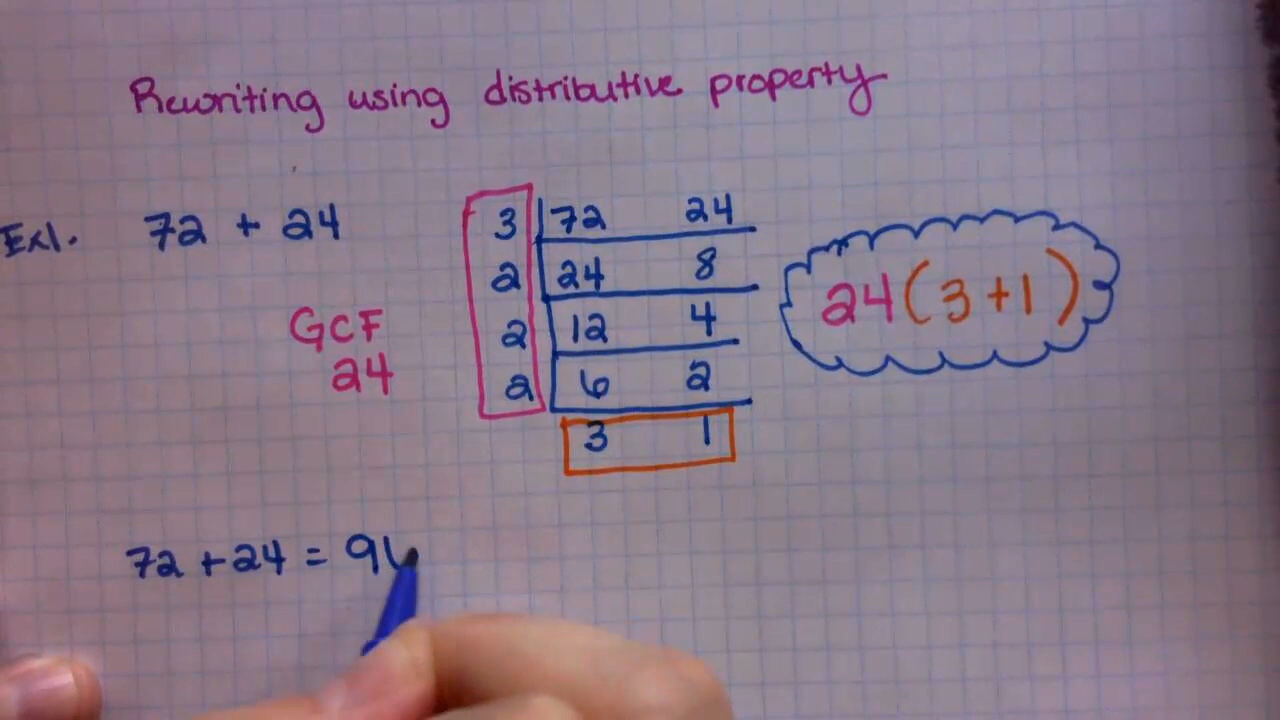 Rewriting using distributive property
Ex1. 72 + 24
GCF
24
3 72 24
2 24 8
2 12 4
2 6 2
3 1
24(3+1)
72 + 24 = 9